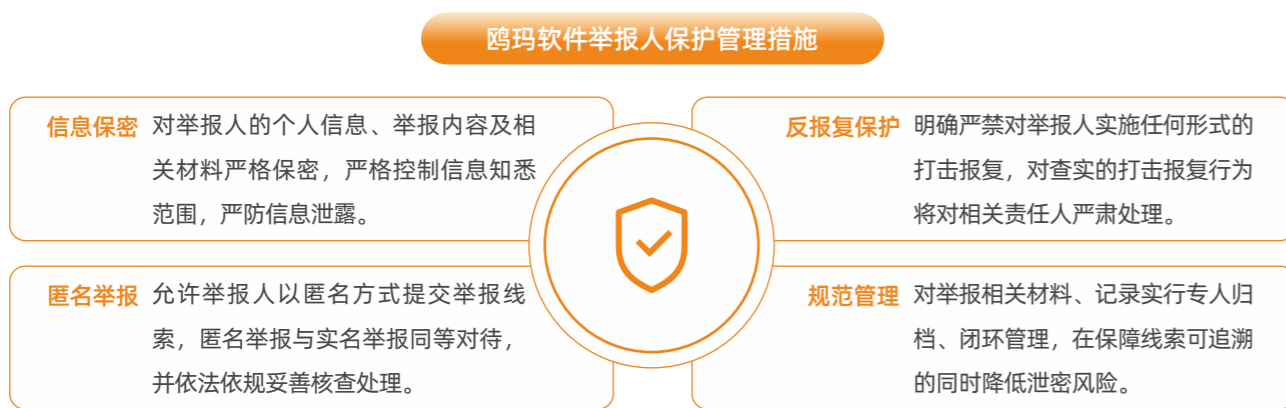 鸥玛软件举报人保护管理措施
信息保密
对举报人的个人信息、举报内容及相
关材料严格保密，严格控制信息知悉
范围，严防信息泄露。
反报复保护
明确严禁对举报人实施任何形式的
打击报复，对查实的打击报复行为
将对相关责任人严肃处理。
匿名举报
允许举报人以匿名方式提交举报线
索，匿名举报与实名举报同等对待，
并依法依规妥善核查处理。
规范管理
对举报相关材料、记录实行专人归
档、闭环管理，在保障线索可追溯
的同时降低泄密风险。